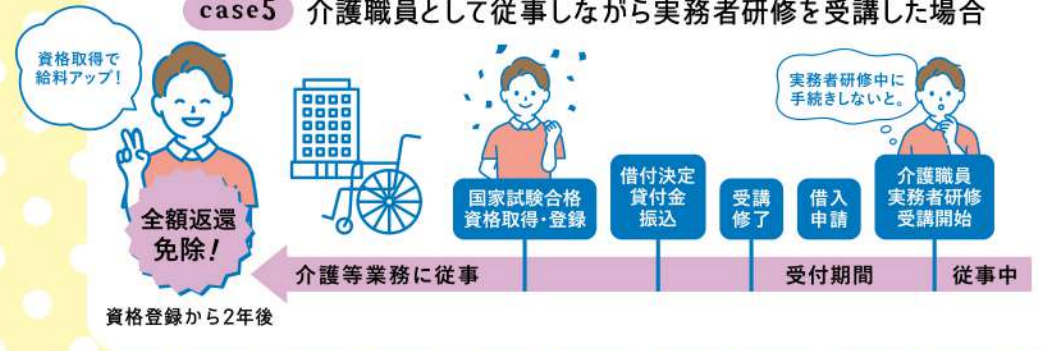 case5 介護職員として従事しながら実務者研修を受講した場合
資格取得で
給料アップ！
実務者研修中に
手続きしないと。
国家試験合格
資格取得・登録
借付決定
貸付金
振込
受講
修了
借入
申請
介護職員
実務者研修
受講開始
全額返還
免除！
介護等業務に従事
受付期間
従事中
資格登録から2年後